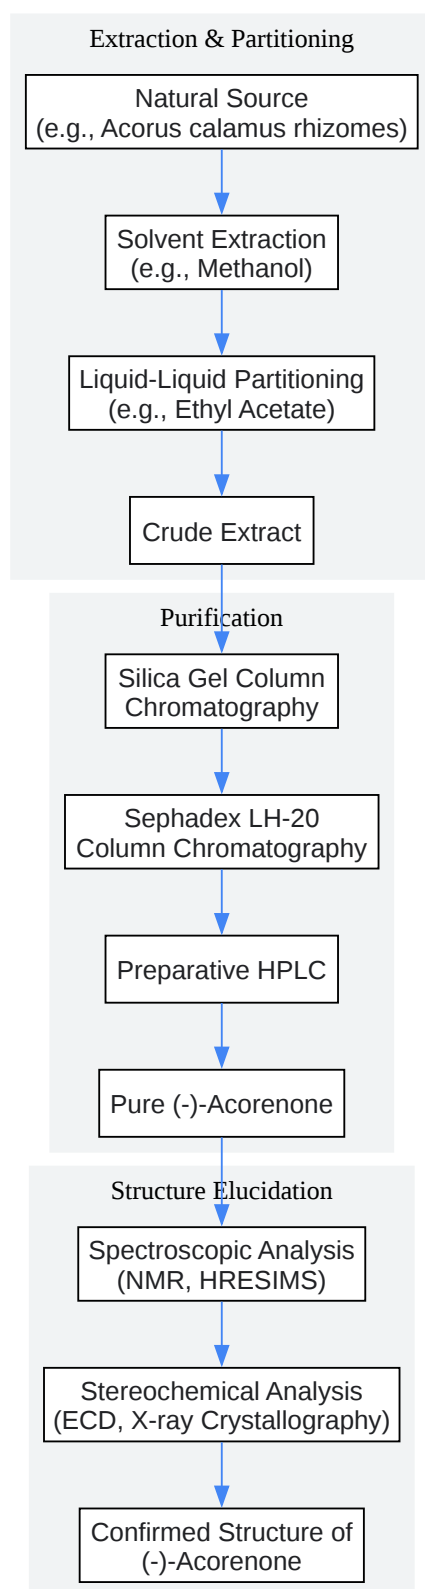 Extraction & Partitioning
Natural Source
(e.g., Acorus calamus rhizomes)
Solvent Extraction
(e.g., Methanol)
Liquid-Liquid Partitioning
(e.g., Ethyl Acetate)
Crude Extract
Purification
Silica Gel Column
Chromatography
Sephadex LH-20
Column Chromatography
Preparative HPLC
Pure (-)-Acorenone
Structure Elucidation
Spectroscopic Analysis
(NMR, HRESIMS)
Stereochemical Analysis
(ECD, X-ray Crystallography)
Confirmed Structure of
(-)-Acorenone